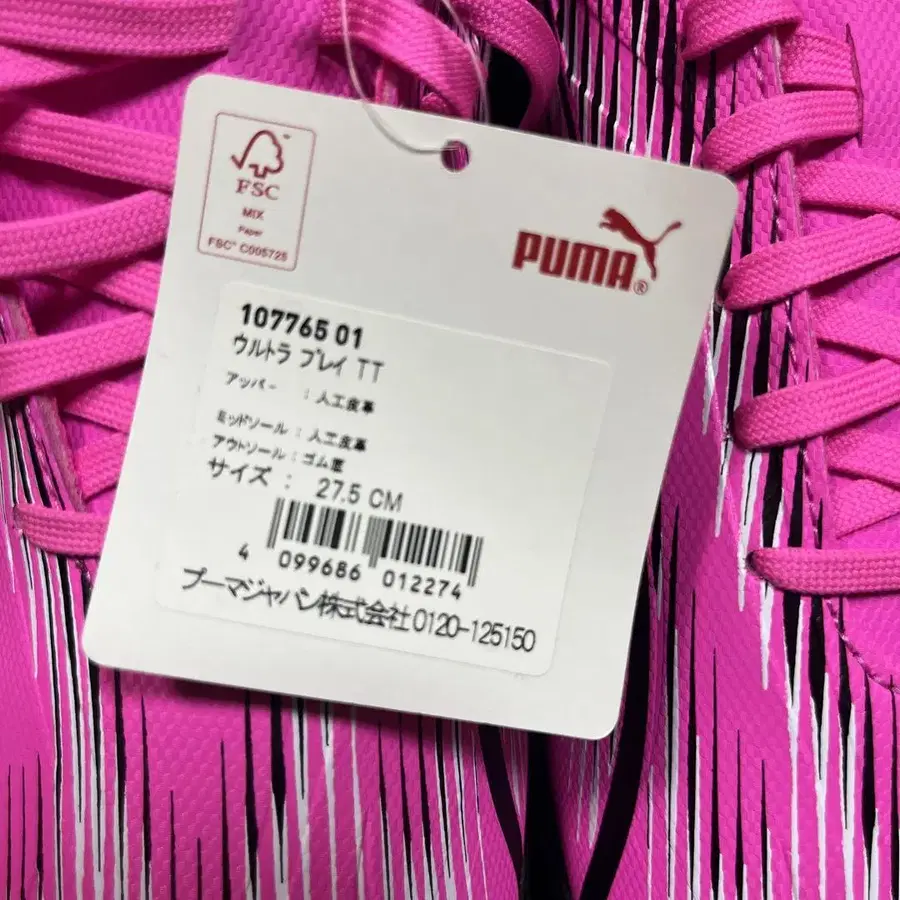 FSC
MIX
Paper
FSC® C005725
PUMA®
107765 01
ウルトラ プレイ TT
アッパー : 人工皮革
ミッドソール : 人工皮革
アウトソール : ゴム底
サイズ : 27.5 CM
4 099686 012274
プーマジャパン株式会社 0120-125150